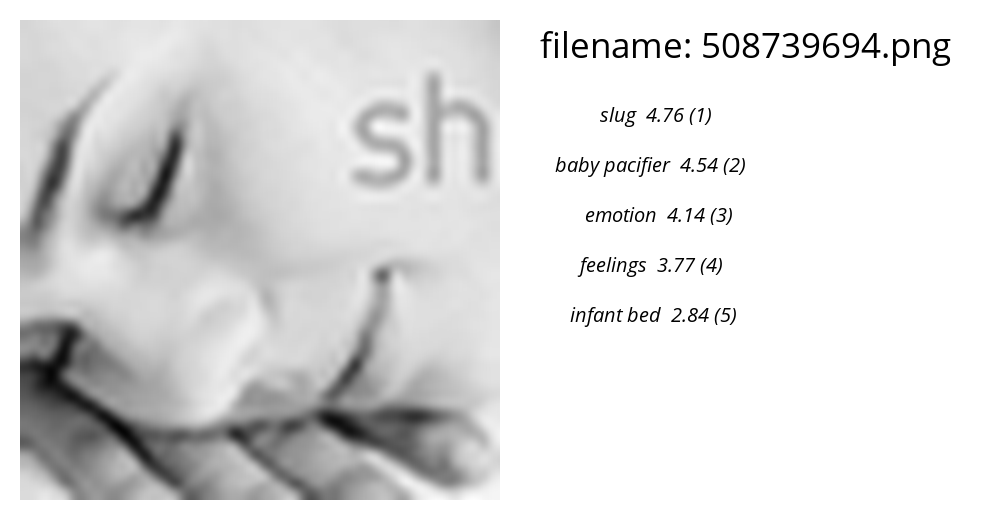 filename: 508739694.png
sh
slug 4.76 (1)
baby pacifier 4.54 (2)
emotion 4.14 (3)
feelings 3.77 (4)
infant bed 2.84 (5)